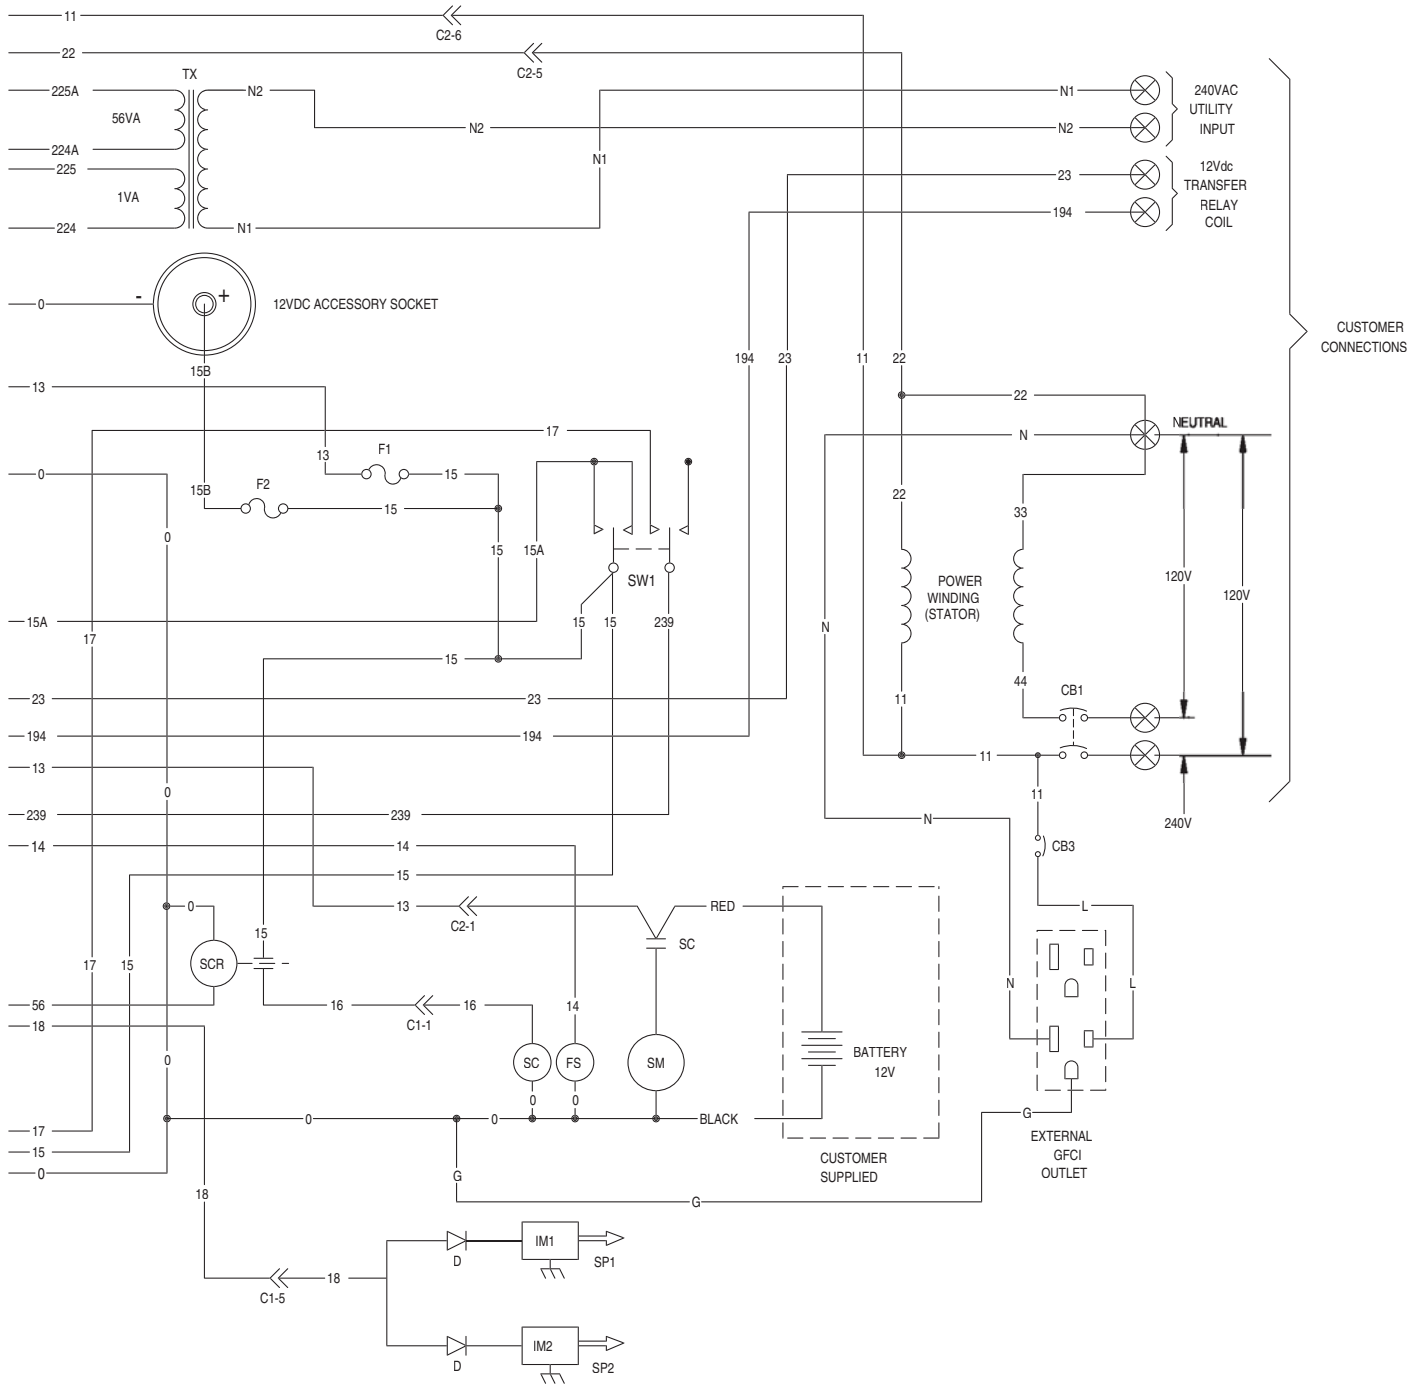 11
C2-6
22
C2-5
TX
225A
N2
N1
240VAC
56VA
UTILITY
N2
N2
INPUT
224A
N1
225
12Vdc
23
TRANSFER
1VA
RELAY
194
COIL
224
N1
0
-
+
12VDC ACCESSORY SOCKET
CUSTOMER
CONNECTIONS
194
23
11
22
15B
13
22
NEUTRAL
17
N
F1
13
0
15
F2
15B
22
15
33
0
15
15A
SW1
120V
POWER
WINDING
(STATOR)
120V
15A
15
15
239
N
17
15
44
CB1
23
23
11
194
194
11
13
0
11
239
239
N
240V
14
14
CB3
15
0
13
C2-1
RED
L
15
SC
17
15
SCR
N
L
56
16
C1-1
16
14
18
0
SC
FS
SM
BATTERY
12V
0
0
0
0
BLACK
G
17
EXTERNAL
GFCI
OUTLET
15
CUSTOMER
SUPPLIED
0
G
18
G
IM1
D
SP1
18
C1-5
IM2
D
SP2